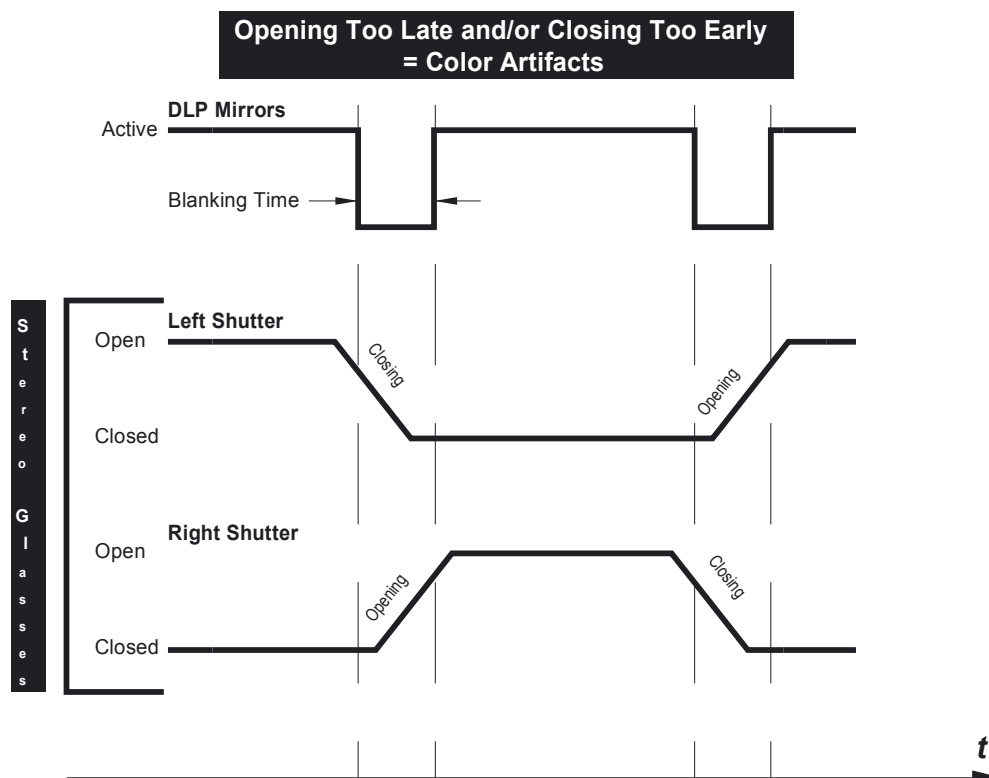 Opening Too Late and/or Closing Too Early
= Color Artifacts
DLP Mirrors
Active
Blanking Time
Stereo Glasses
Left Shutter
Open
Closing
Opening
Closed
Right Shutter
Open
Opening
Closing
Closed
t